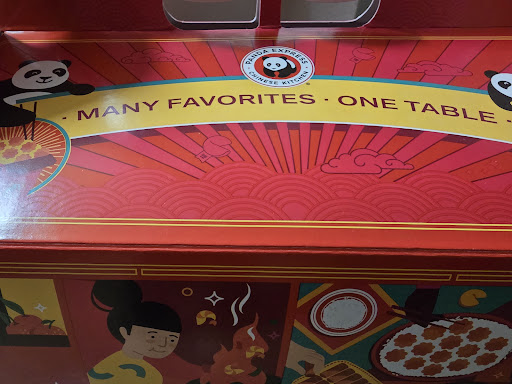 PANDA EXPRESS
CHINESE KITCHEN
· MANY FAVORITES · ONE TABLE ·